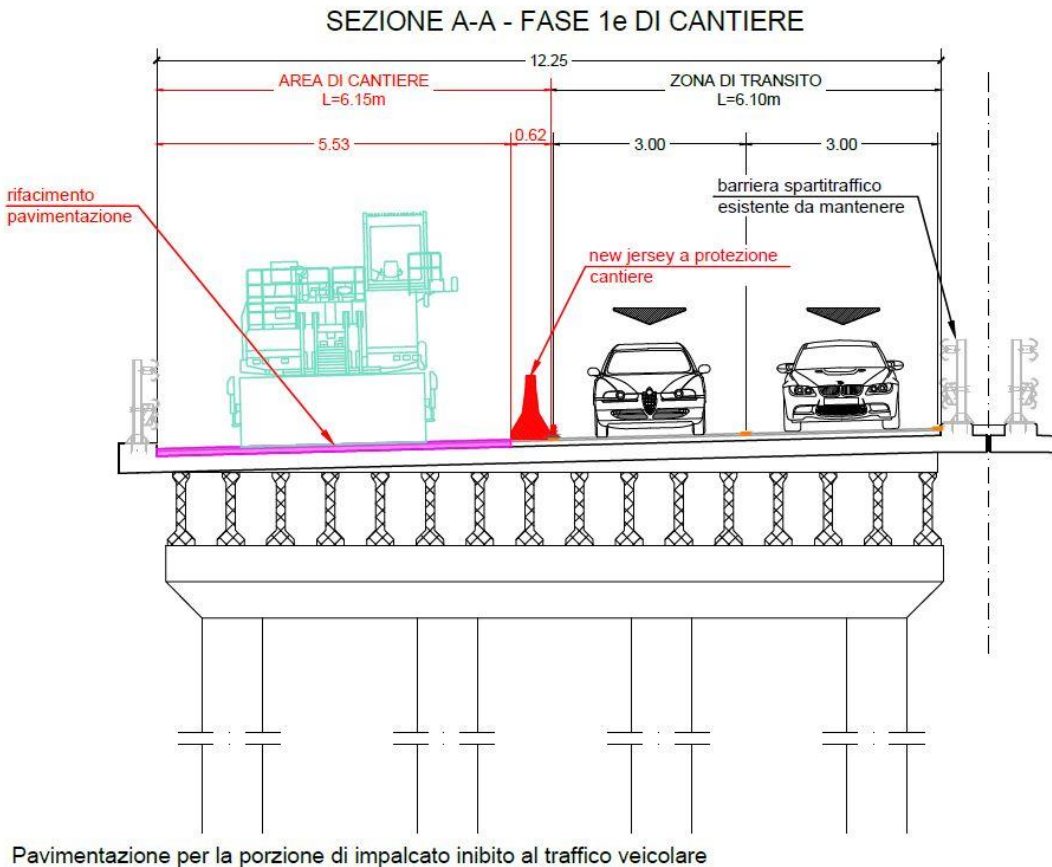 SEZIONE A-A - FASE 1e DI CANTIERE
12.25
AREA DI CANTIERE
L=6.15m
ZONA DI TRANSITO
L=6.10m
5.53
0.62
3.00
3.00
rifacimento
pavimentazione
barriera spartitraffico
esistente da mantenere
new jersey a protezione
cantiere
Pavimentazione per la porzione di impalcato inibito al traffico veicolare